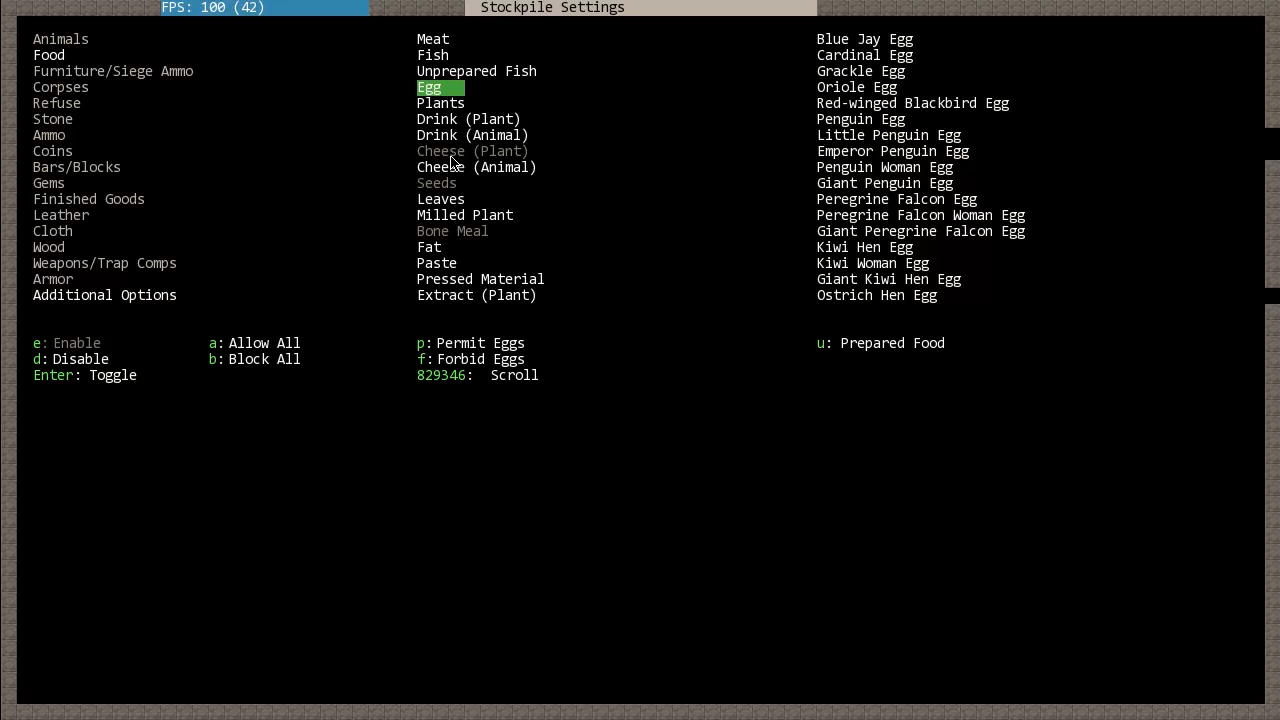 FPS: 100 (42) Stockpile Settings
Animals Meat Blue Jay Egg
Food Fish Cardinal Egg
Furniture/Siege Ammo Unprepared Fish Grackle Egg
Corpses Egg Oriole Egg
Refuse Plants Red-winged Blackbird Egg
Stone Drink (Plant) Penguin Egg
Ammo Drink (Animal) Little Penguin Egg
Coins Cheese (Plant) Emperor Penguin Egg
Bars/Blocks Cheese (Animal) Penguin Woman Egg
Gems Seeds Giant Penguin Egg
Finished Goods Leaves Peregrine Falcon Egg
Leather Milled Plant Peregrine Falcon Woman Egg
Cloth Bone Meal Giant Peregrine Falcon Egg
Wood Fat Kiwi Hen Egg
Weapons/Trap Comps Paste Kiwi Woman Egg
Armor Pressed Material Giant Kiwi Hen Egg
Additional Options Extract (Plant) Ostrich Hen Egg
e: Enable a: Allow All p: Permit Eggs u: Prepared Food
d: Disable b: Block All f: Forbid Eggs
Enter: Toggle 829346: Scroll